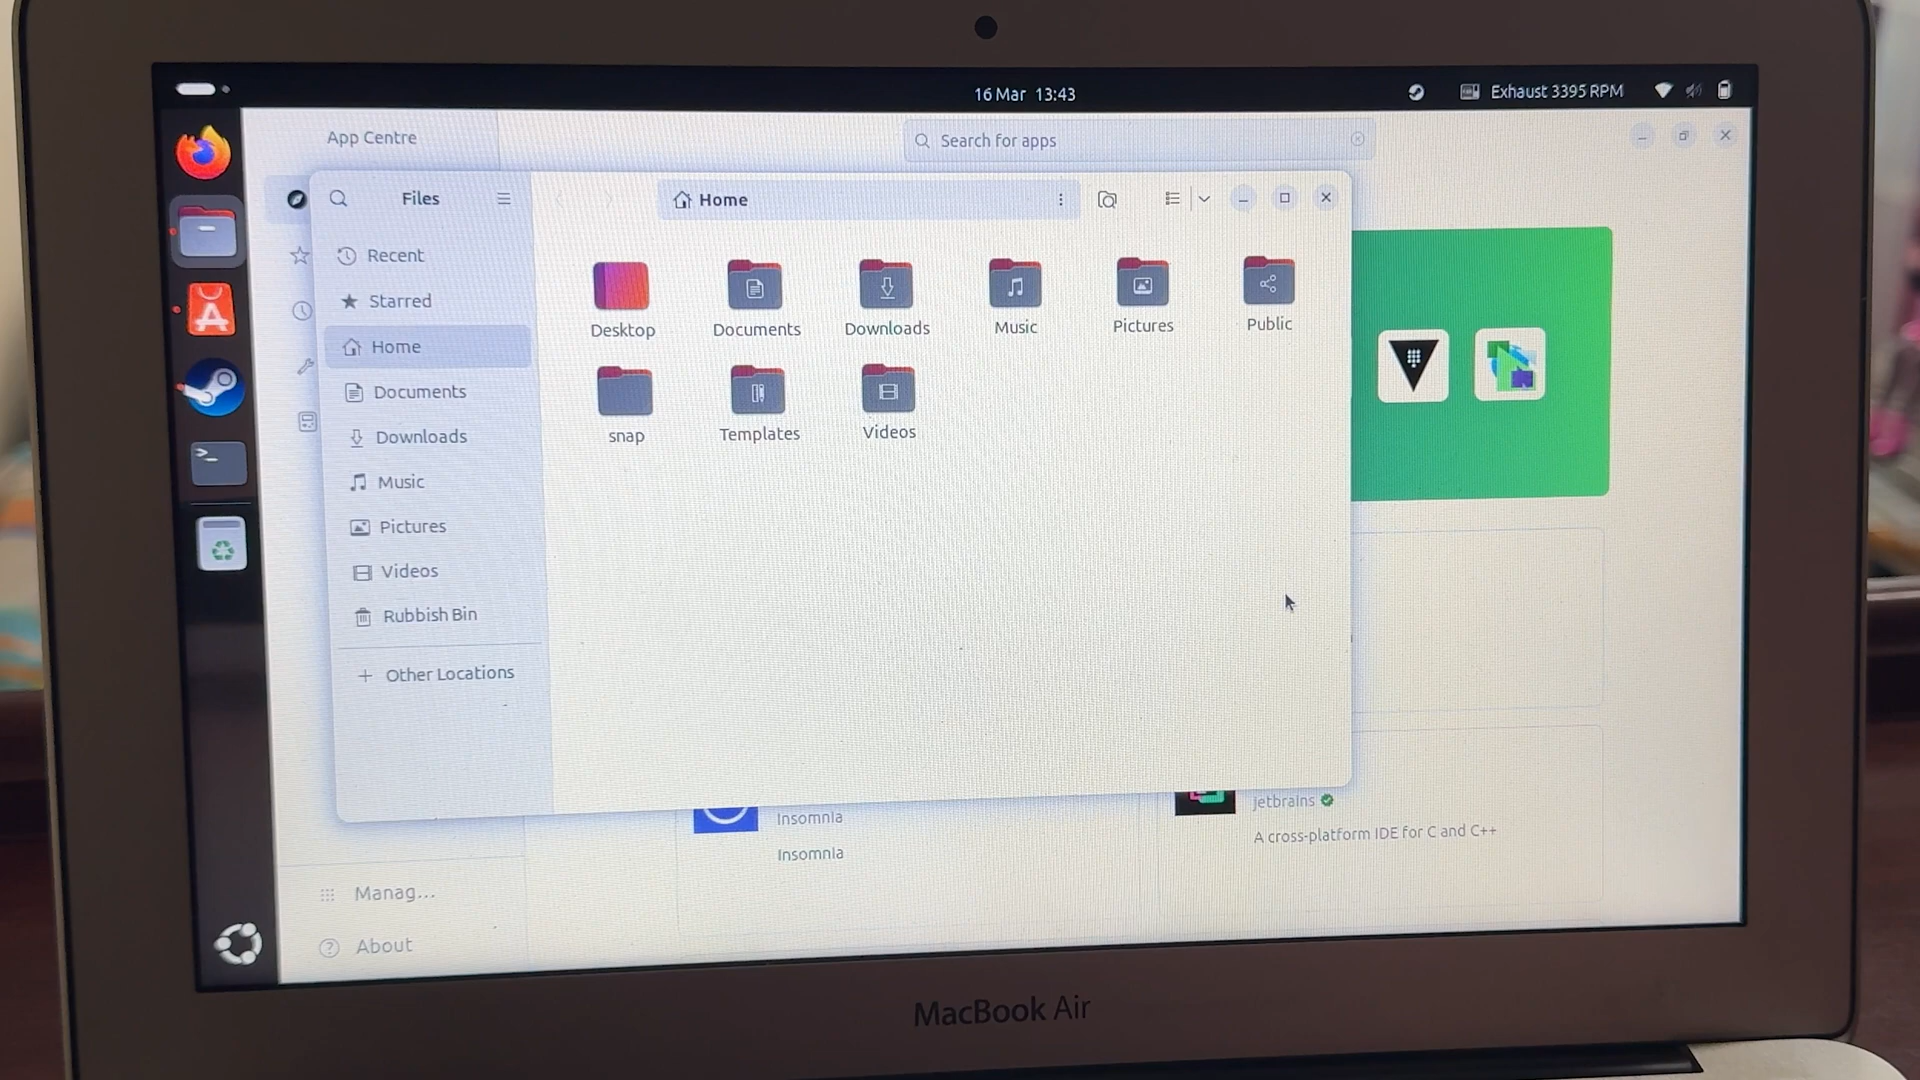 16 Mar 13:43
Exhaust 3395 RPM
App Centre
Search for apps
Files
Home
Recent
Starred
Home
Documents
Downloads
Music
Pictures
Videos
Rubbish Bin
Other Locations
Desktop
Documents
Downloads
Music
Pictures
Public
snap
Templates
Videos
Insomnia
Insomnia
jetbrains
A cross-platform IDE for C and C++
Manag...
About
MacBook Air